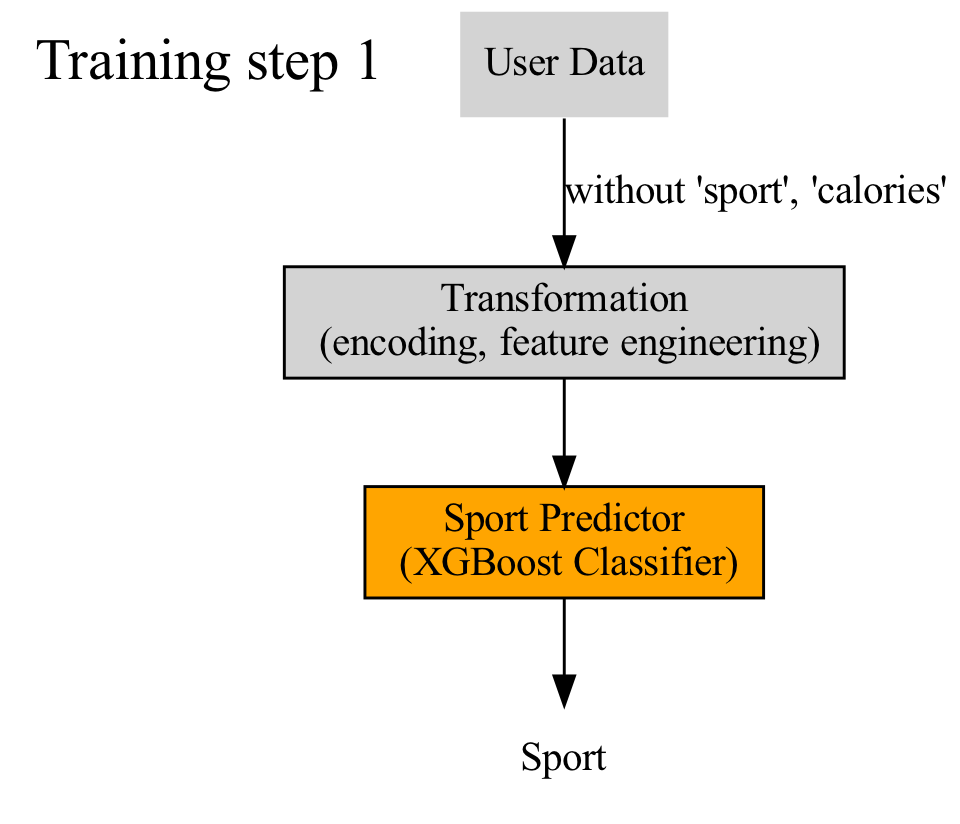 Training step 1
User Data
without 'sport', 'calories'
Transformation
(encoding, feature engineering)
Sport Predictor
(XGBoost Classifier)
Sport